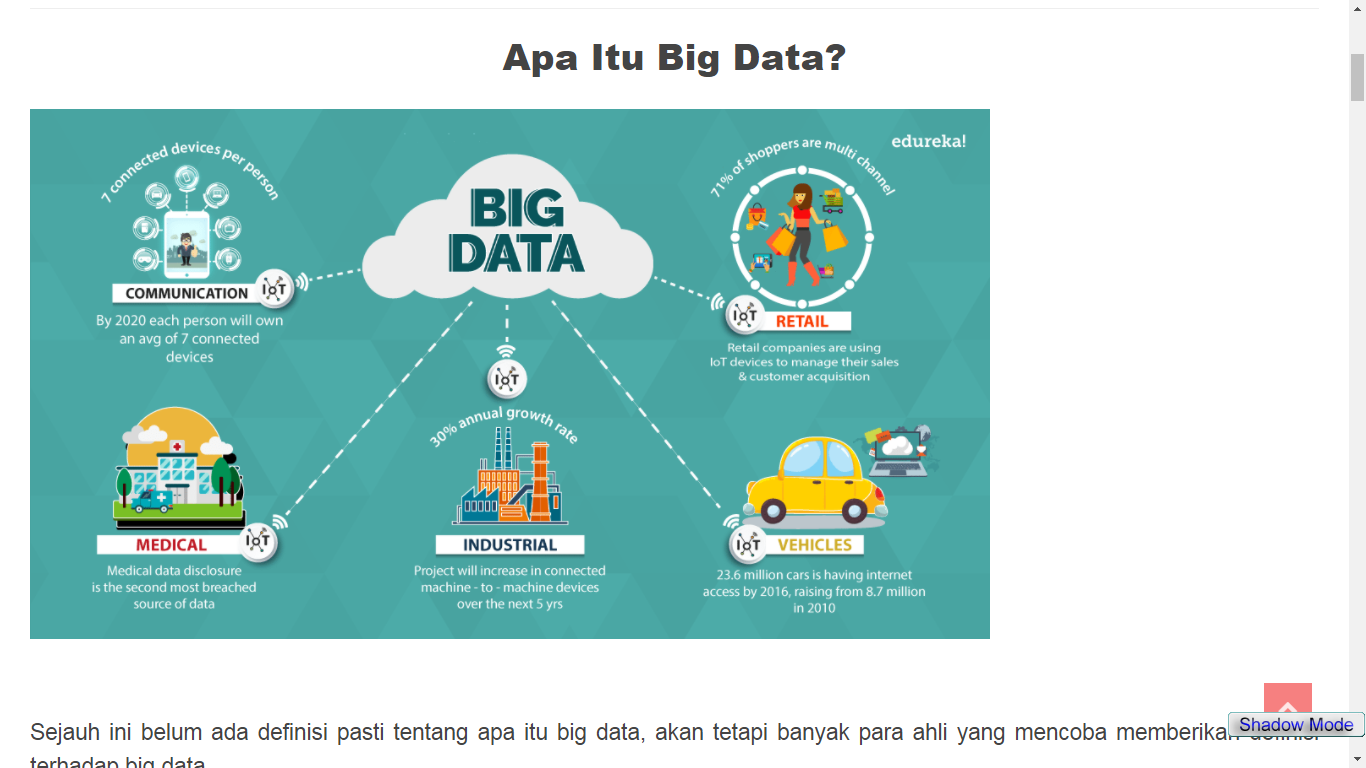 Apa Itu Big Data?
edureka!
7 connected devices per person
BIG
DATA
71% of shoppers are multi channel
IoT
COMMUNICATION
By 2020 each person will own
an avg of 7 connected
devices
IoT
RETAIL
Retail companies are using
IoT devices to manage their sales
& customer acquisition
IoT
30% annual growth rate
MEDICAL
IoT
Medical data disclosure
is the second most breached
source of data
INDUSTRIAL
Project will increase in connected
machine - to - machine devices
over the next 5 yrs
IoT
VEHICLES
23.6 million cars is having internet
access by 2016, raising from 8.7 million
in 2010
Sejauh ini belum ada definisi pasti tentang apa itu big data, akan tetapi banyak para ahli yang mencoba memberikan definisi
terhadap big data
Shadow Mode